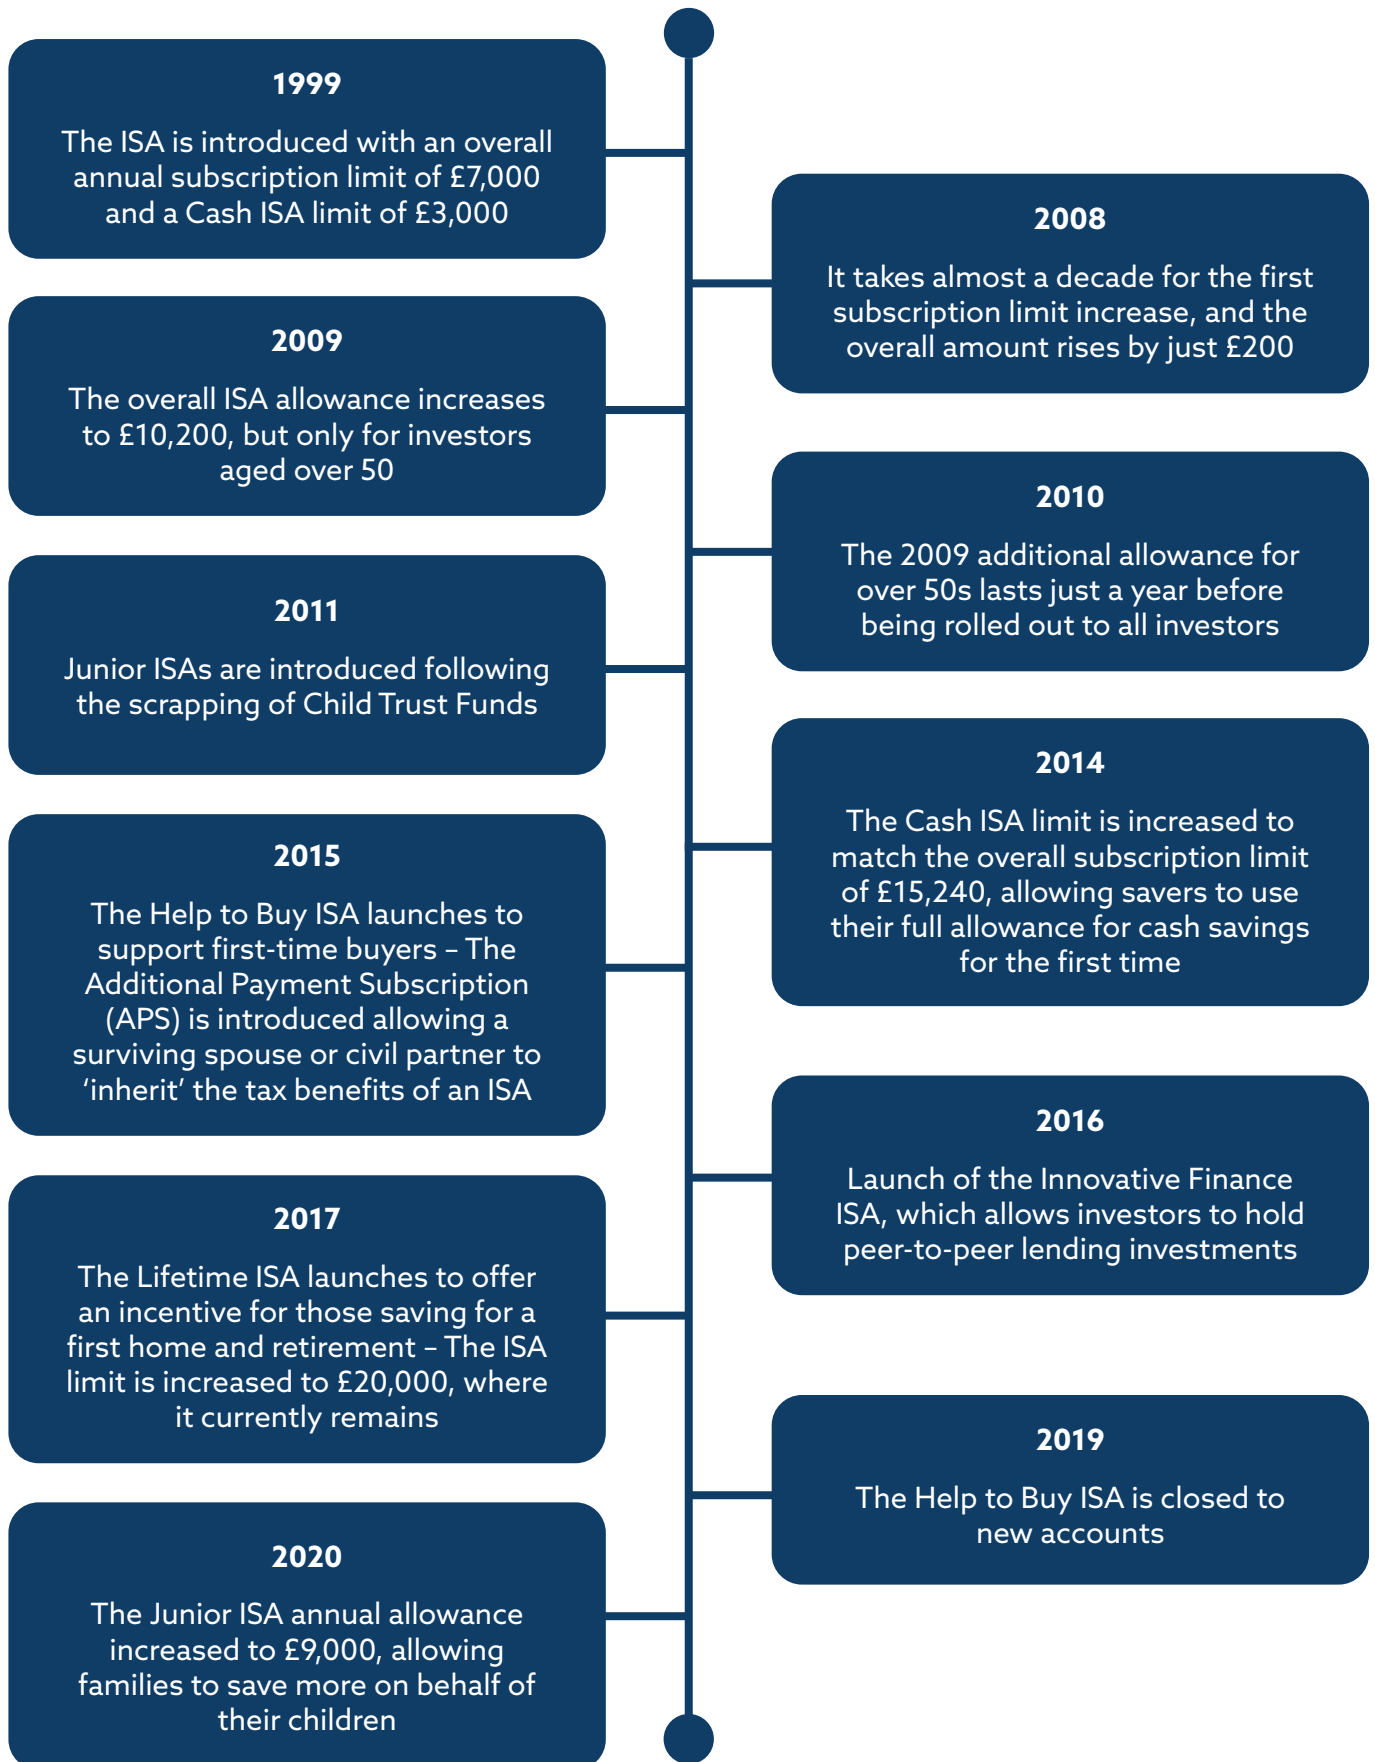 1999
The ISA is introduced with an overall
annual subscription limit of £7,000
and a Cash ISA limit of £3,000
2008
It takes almost a decade for the first
subscription limit increase, and the
overall amount rises by just £200
2009
The overall ISA allowance increases
to £10,200, but only for investors
aged over 50
2010
The 2009 additional allowance for
over 50s lasts just a year before
being rolled out to all investors
2011
Junior ISAs are introduced following
the scrapping of Child Trust Funds
2014
The Cash ISA limit is increased to
match the overall subscription limit
of £15,240, allowing savers to use
their full allowance for cash savings
for the first time
2015
The Help to Buy ISA launches to
support first-time buyers – The
Additional Payment Subscription
(APS) is introduced allowing a
surviving spouse or civil partner to
‘inherit’ the tax benefits of an ISA
2016
Launch of the Innovative Finance
ISA, which allows investors to hold
peer-to-peer lending investments
2017
The Lifetime ISA launches to offer
an incentive for those saving for a
first home and retirement – The ISA
limit is increased to £20,000, where
it currently remains
2019
The Help to Buy ISA is closed to
new accounts
2020
The Junior ISA annual allowance
increased to £9,000, allowing
families to save more on behalf of
their children